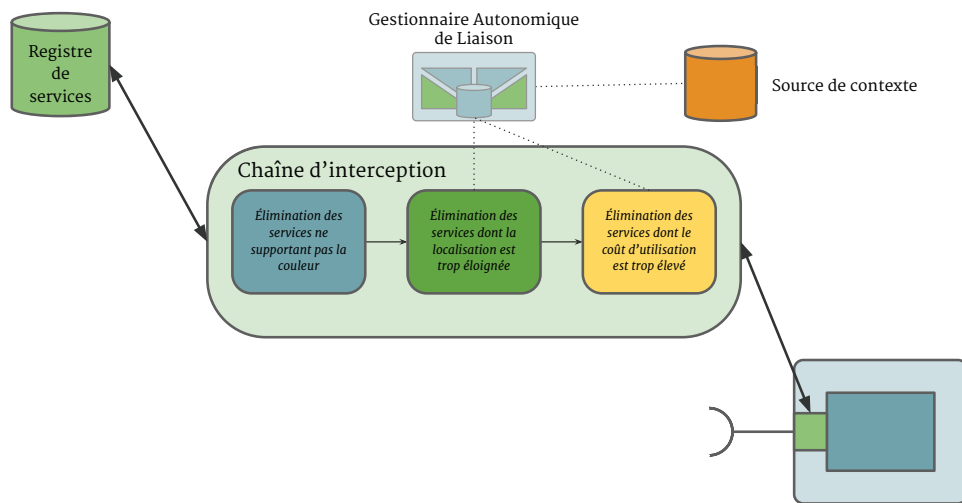 Registre
de
services
Gestionnaire Autonomique
de Liaison
Source de contexte
Chaîne d’interception
Élimination des
services ne
supportant pas la
couleur
Élimination des
services dont la
localisation est
trop éloignée
Élimination des
services dont le
coût d’utilisation
est trop élevé